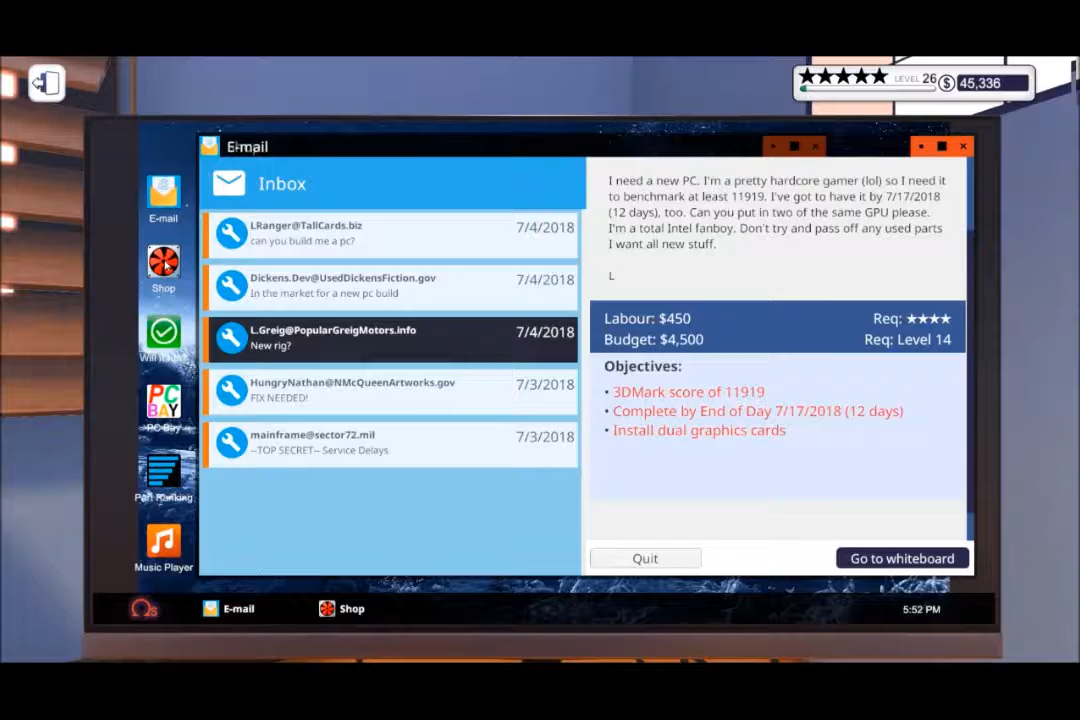 LEVEL 26
$ 45,336
E-mail
Inbox
LRanger@TallCards.biz
7/4/2018
can you build me a pc?
Dickens.Dev@UsedDickensFiction.gov
7/4/2018
In the market for a new pc build
L.Greig@PopularGreigMotors.info
7/4/2018
New rig?
HungryNathan@NMcQueenArtworks.gov
7/3/2018
FIX NEEDED!
mainframe@sector72.mil
7/3/2018
--TOP SECRET-- Service Delays
I need a new PC. I'm a pretty hardcore gamer (lol) so I need it
to benchmark at least 11919. I've got to have it by 7/17/2018
(12 days), too. Can you put in two of the same GPU please.
I'm a total Intel fanboy. Don't try and pass off any used parts
I want all new stuff.
L
Labour: $450
Req: ★★★★
Budget: $4,500
Req: Level 14
Objectives:
• 3DMark score of 11919
• Complete by End of Day 7/17/2018 (12 days)
• Install dual graphics cards
Quit
Go to whiteboard
E-mail
Shop
Will it run?
PC
BAY
PC Bay
Part Ranking
Music Player
E-mail
Shop
5:52 PM